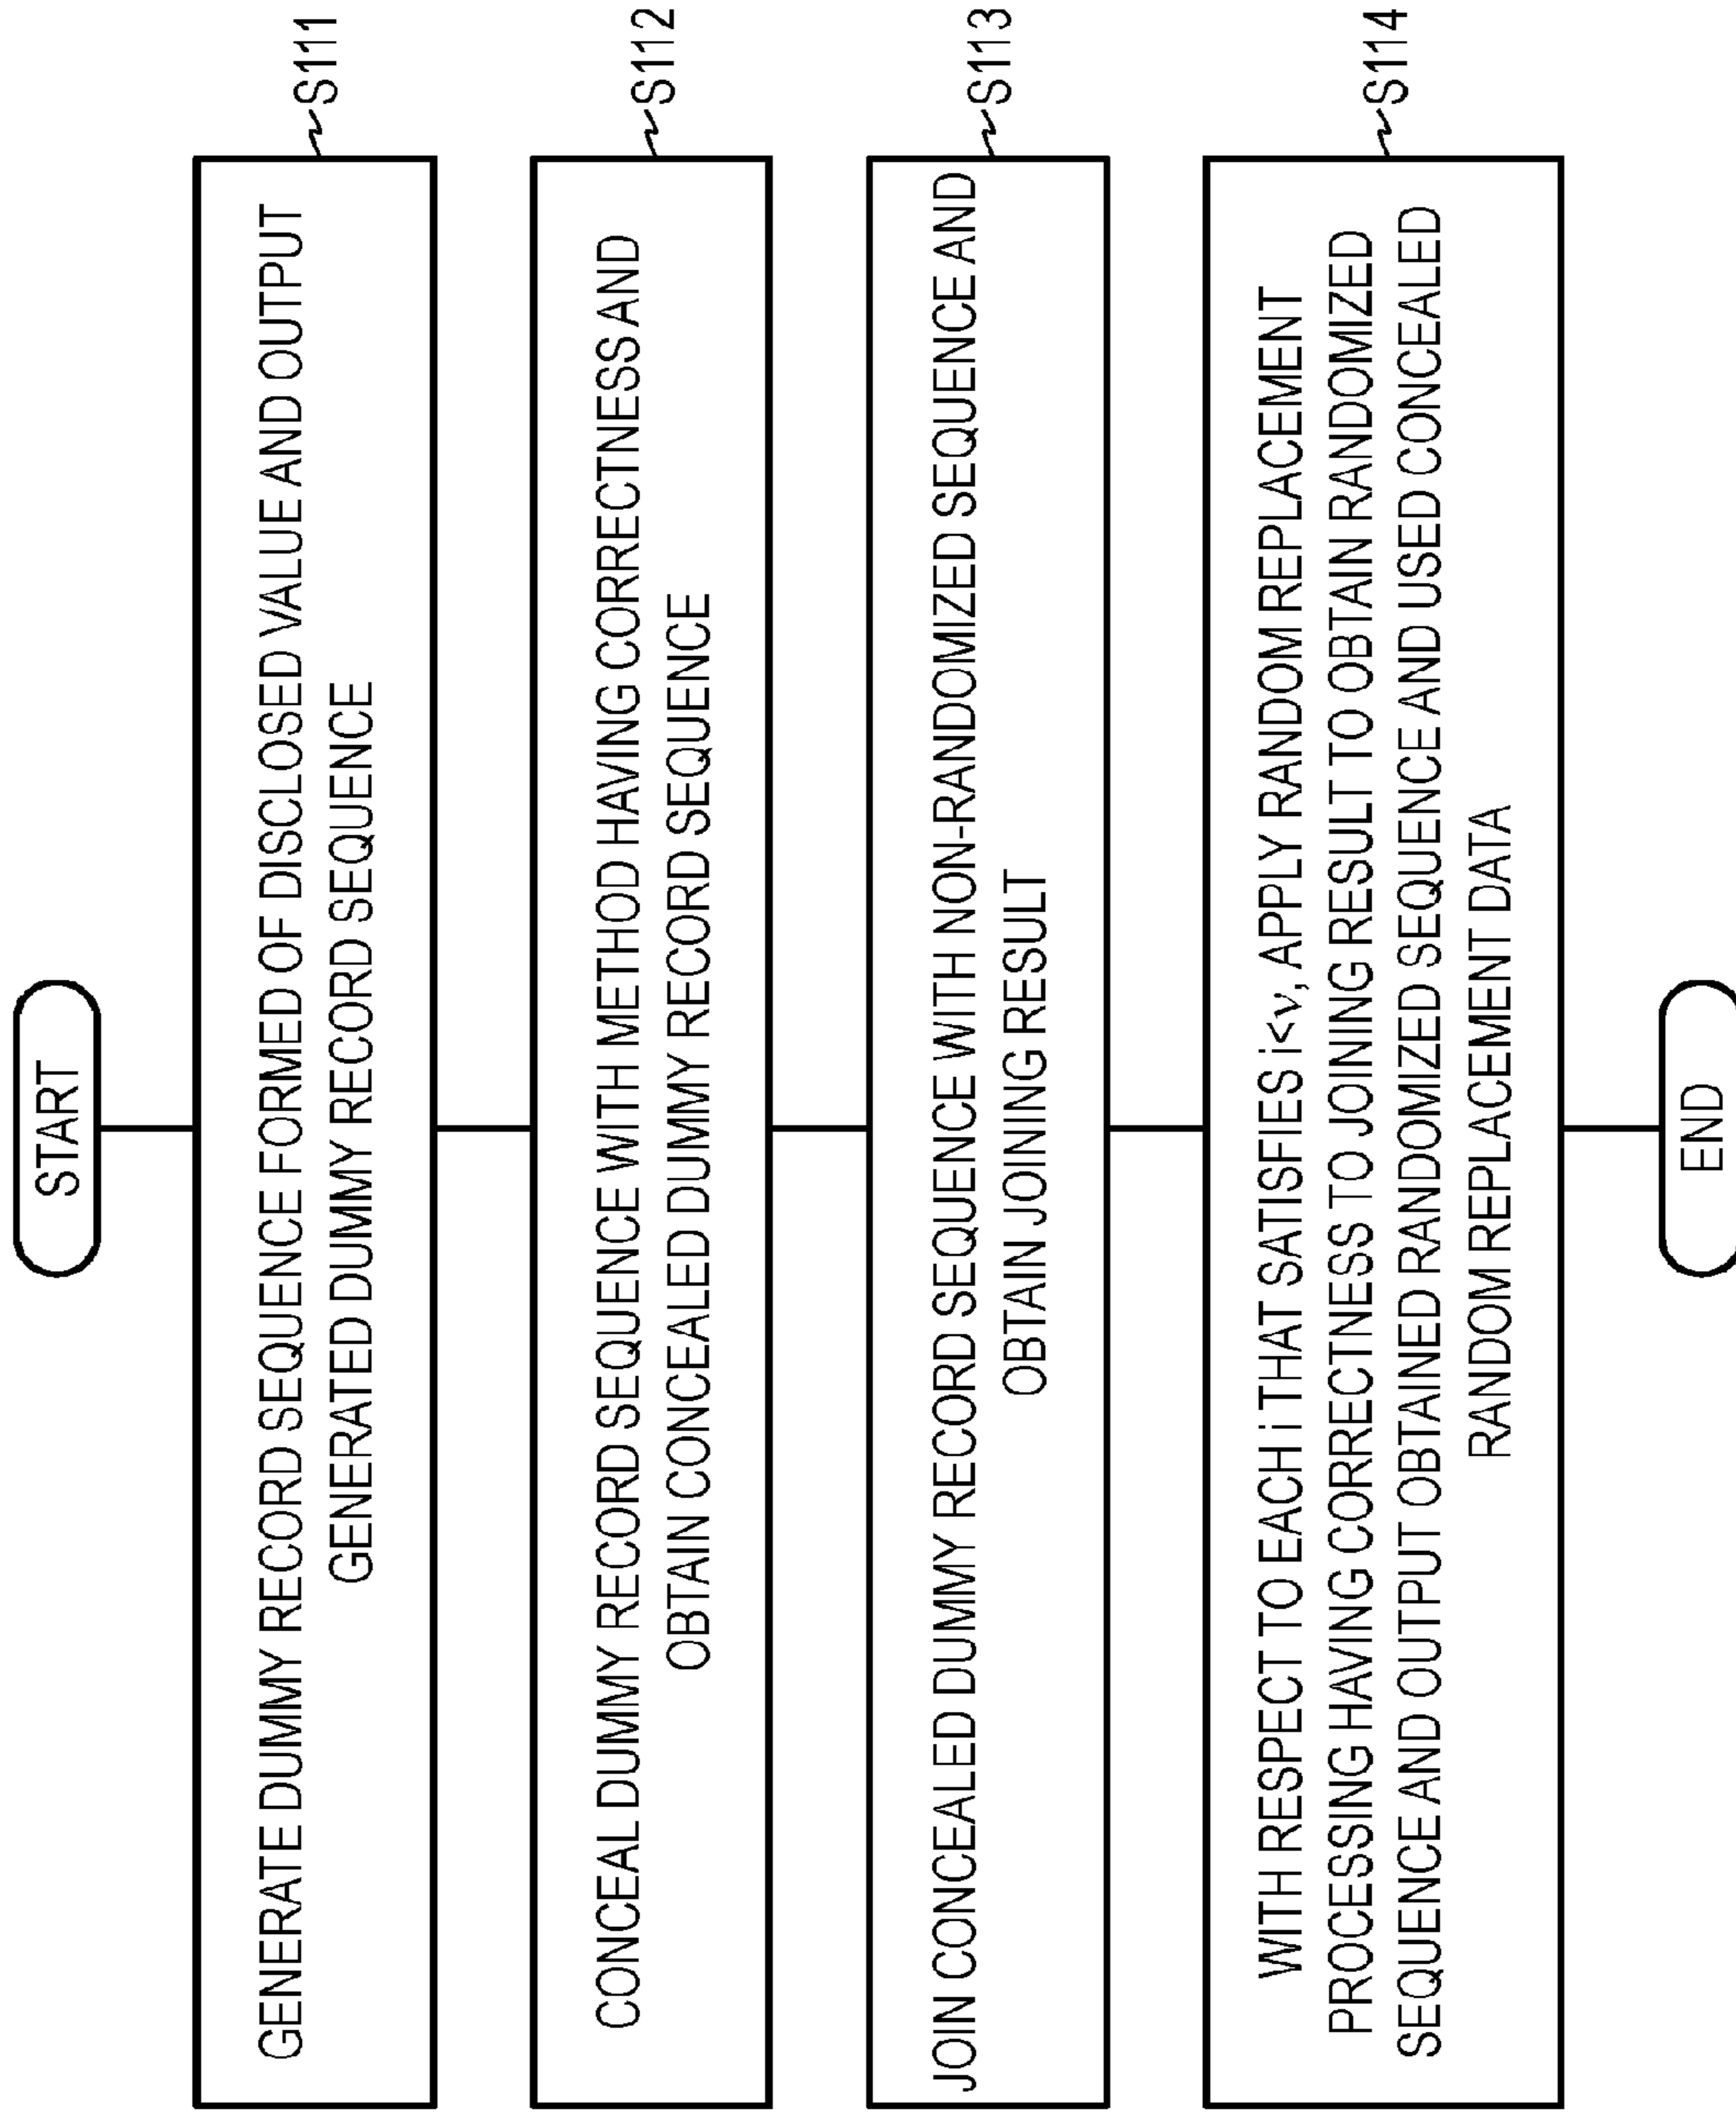 START
GENERATE DUMMY RECORD SEQUENCE FORMED OF DISCLOSED VALUE AND OUTPUT
GENERATED DUMMY RECORD SEQUENCE
S111
CONCEAL DUMMY RECORD SEQUENCE WITH METHOD HAVING CORRECTNESS AND
OBTAIN CONCEALED DUMMY RECORD SEQUENCE
S112
JOIN CONCEALED DUMMY RECORD SEQUENCE WITH NON-RANDOMIZED SEQUENCE AND
OBTAIN JOINING RESULT
S113
WITH RESPECT TO EACH i THAT SATISFIES i<ν, APPLY RANDOM REPLACEMENT
PROCESSING HAVING CORRECTNESS TO JOINING RESULT TO OBTAIN RANDOMIZED
SEQUENCE AND OUTPUT OBTAINED RANDOMIZED SEQUENCE AND USED CONCEALED
RANDOM REPLACEMENT DATA
S114
END